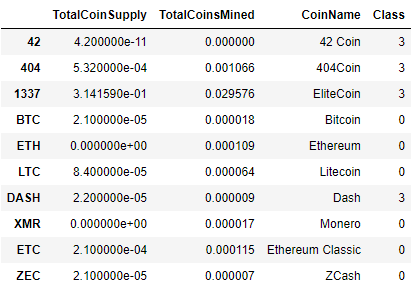 TotalCoinSupply TotalCoinsMined CoinName Class
42 4.200000e-11 0.000000 42 Coin 3
404 5.320000e-04 0.001066 404Coin 3
1337 3.141590e-01 0.029576 EliteCoin 3
BTC 2.100000e-05 0.000018 Bitcoin 0
ETH 0.000000e+00 0.000109 Ethereum 0
LTC 8.400000e-05 0.000064 Litecoin 0
DASH 2.200000e-05 0.000009 Dash 3
XMR 0.000000e+00 0.000017 Monero 0
ETC 2.100000e-04 0.000115 Ethereum Classic 0
ZEC 2.100000e-05 0.000007 ZCash 0